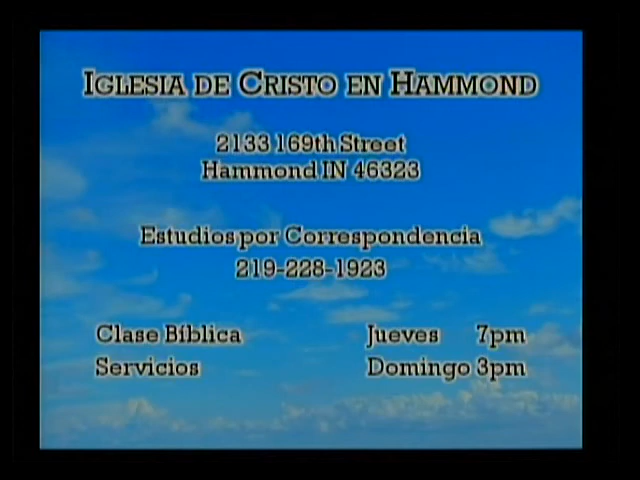 IGLESIA DE CRISTO EN HAMMOND
2133 169th Street
Hammond IN 46323
Estudios por Correspondencia
219-228-1923
Clase Bíblica Jueves 7pm
Servicios Domingo 3pm